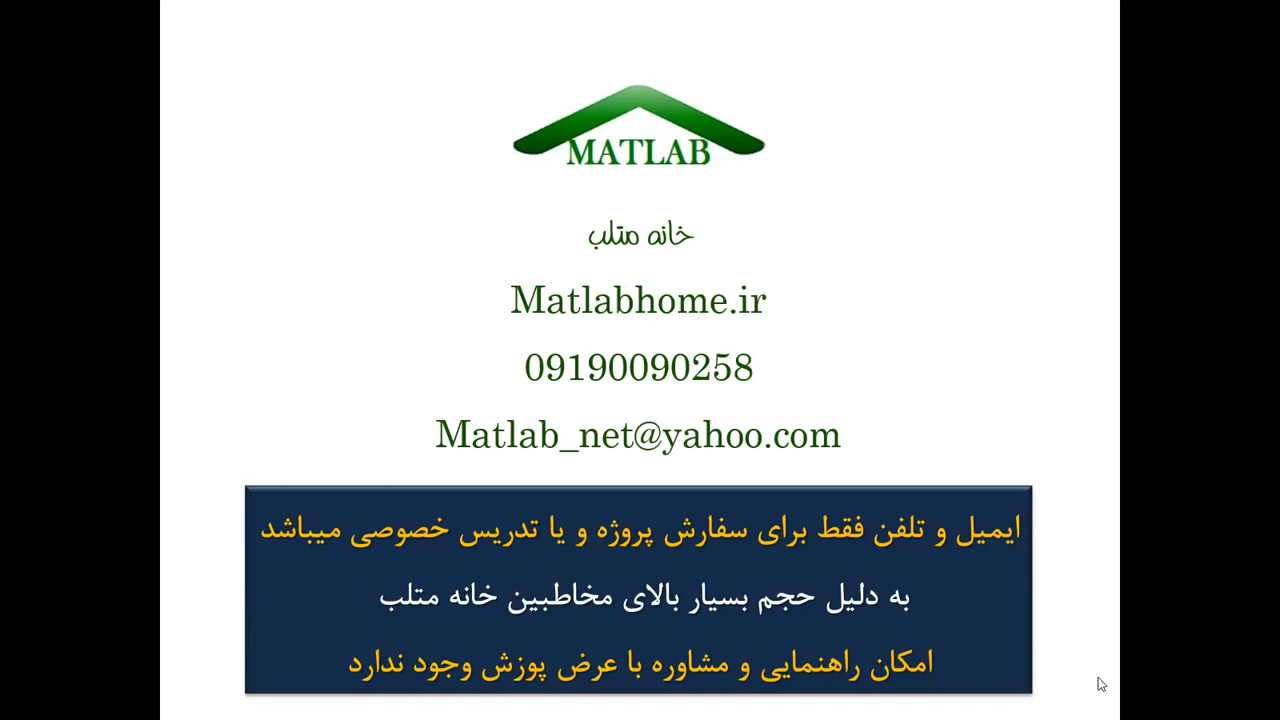 MATLAB
خانه متلب
Matlabhome.ir
09190090258
Matlab_net@yahoo.com
ایمیل و تلفن فقط برای سفارش پروژه و یا تدریس خصوصی میباشد
به دلیل حجم بسیار بالای مخاطبین خانه متلب
امکان راهنمایی و مشاوره با عرض پوزش وجود ندارد